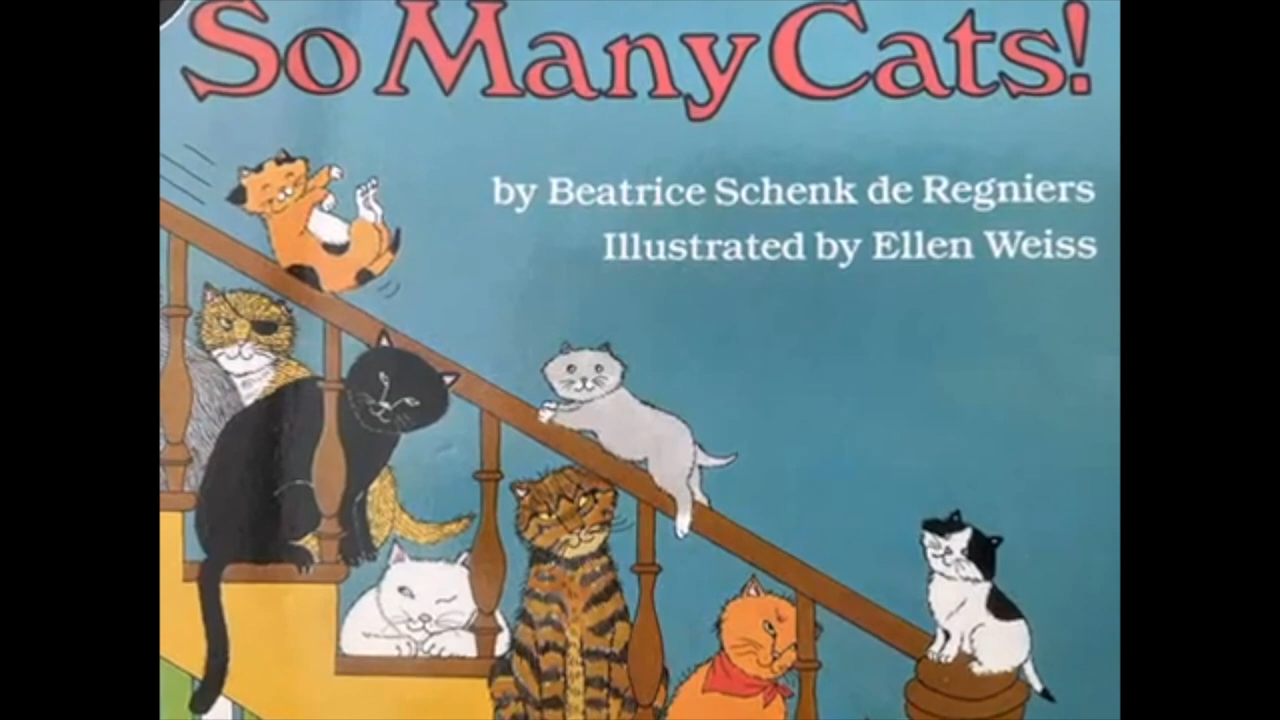 So Many Cats!
by Beatrice Schenk de Regniers
Illustrated by Ellen Weiss